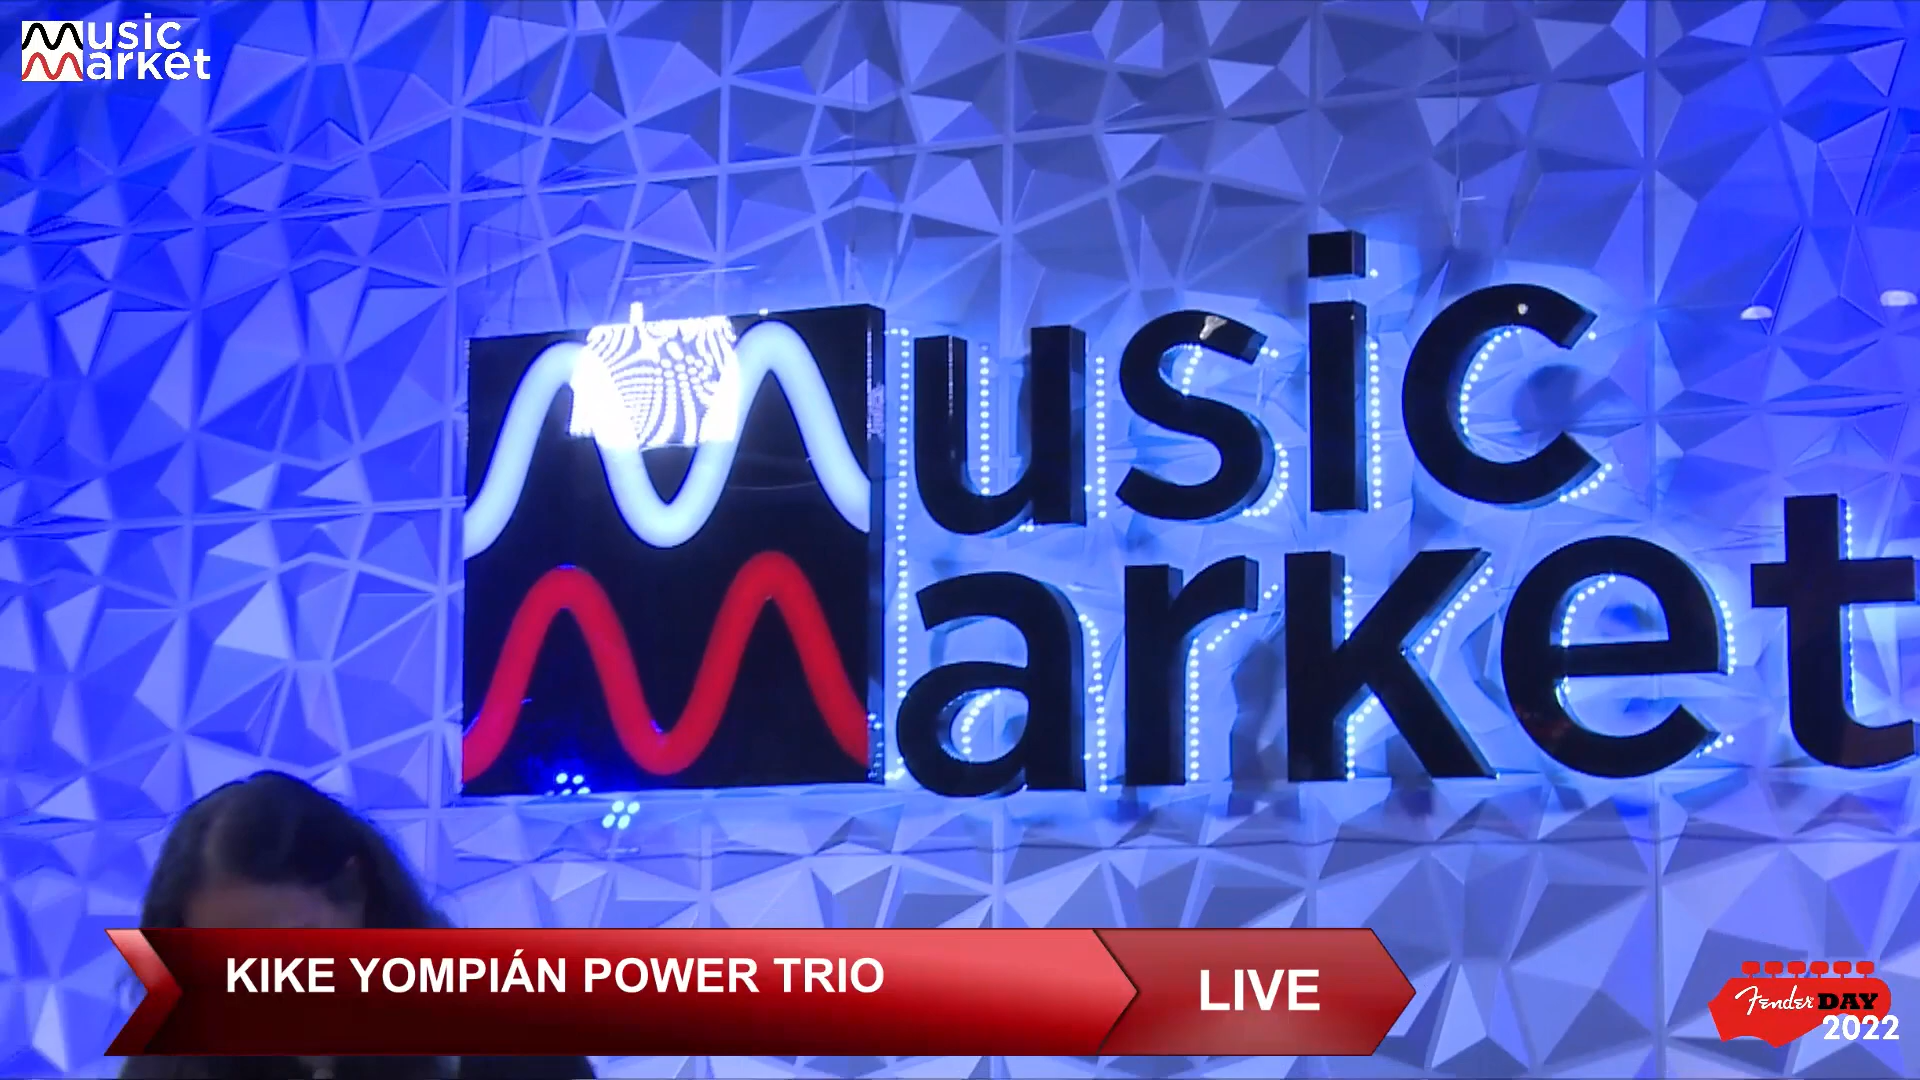 Music
Market
Music
Market
KIKE YOMPIÁN POWER TRIO
LIVE
Fender DAY
2022